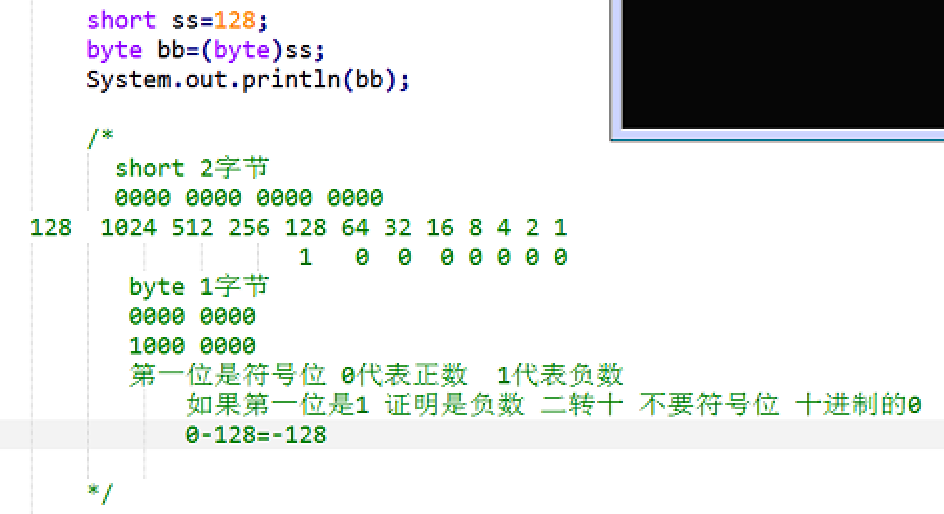 short ss=128;
byte bb=(byte)ss;
System.out.println(bb);
/*
short 2字节
0000 0000 0000 0000
128 1024 512 256 128 64 32 16 8 4 2 1
1 0 0 0 0 0 0 0
byte 1字节
0000 0000
1000 0000
第一位是符号位 0代表正数 1代表负数
如果第一位是1 证明是负数 二转十 不要符号位 十进制的0
0-128=-128
*/